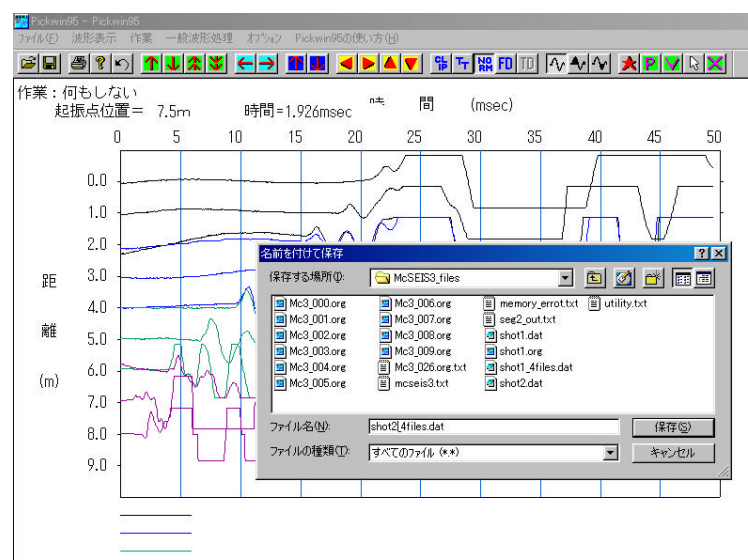 Pickwin95 - Pickwin95
ファイル(F) 波形表示 作業 一般波形処理 オプション Pickwin95の使い方(H)
CLIP TT NORM FD TD P
作業：何もしない
起振点位置＝ 7.5m 時間=1.926msec 間 (msec)
0 5 10 15 20 25 30 35 40 45 50
0.0
1.0
2.0
3.0
4.0
5.0
6.0
7.0
8.0
9.0
距
離
(m)
名前を付けて保存
保存する場所(I): McSEIS3_files
Mc3_000.org Mc3_006.org memory_errot.txt utility.txt
Mc3_001.org Mc3_007.org seg2_out.txt
Mc3_002.org Mc3_008.org shot1.dat
Mc3_003.org Mc3_009.org shot1.org
Mc3_004.org Mc3_026.org.txt shot1_4files.dat
Mc3_005.org mcseis3.txt shot2.dat
ファイル名(N): shot2_4files.dat 保存(S)
ファイルの種類(T): すべてのファイル (*.*) キャンセル